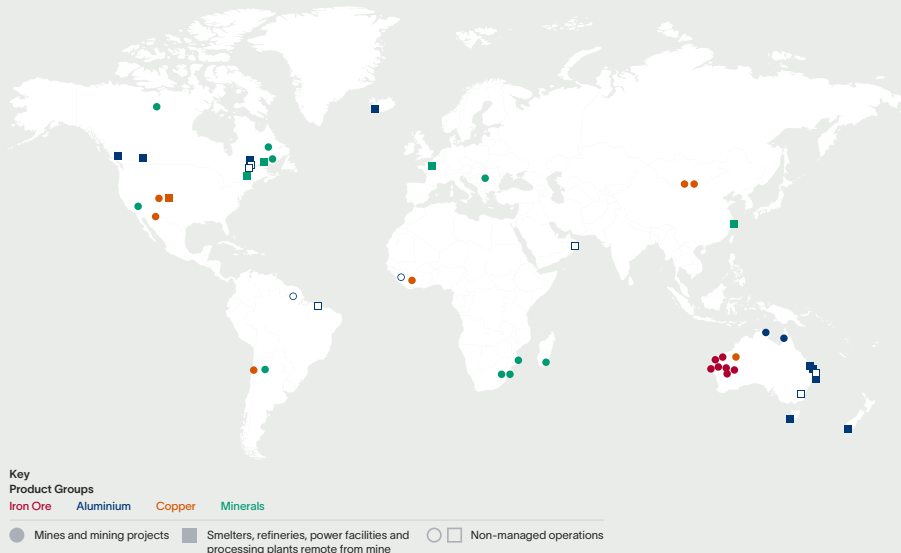 Key
Product Groups
Iron Ore Aluminium Copper Minerals
Mines and mining projects Smelters, refineries, power facilities and processing plants remote from mine Non-managed operations